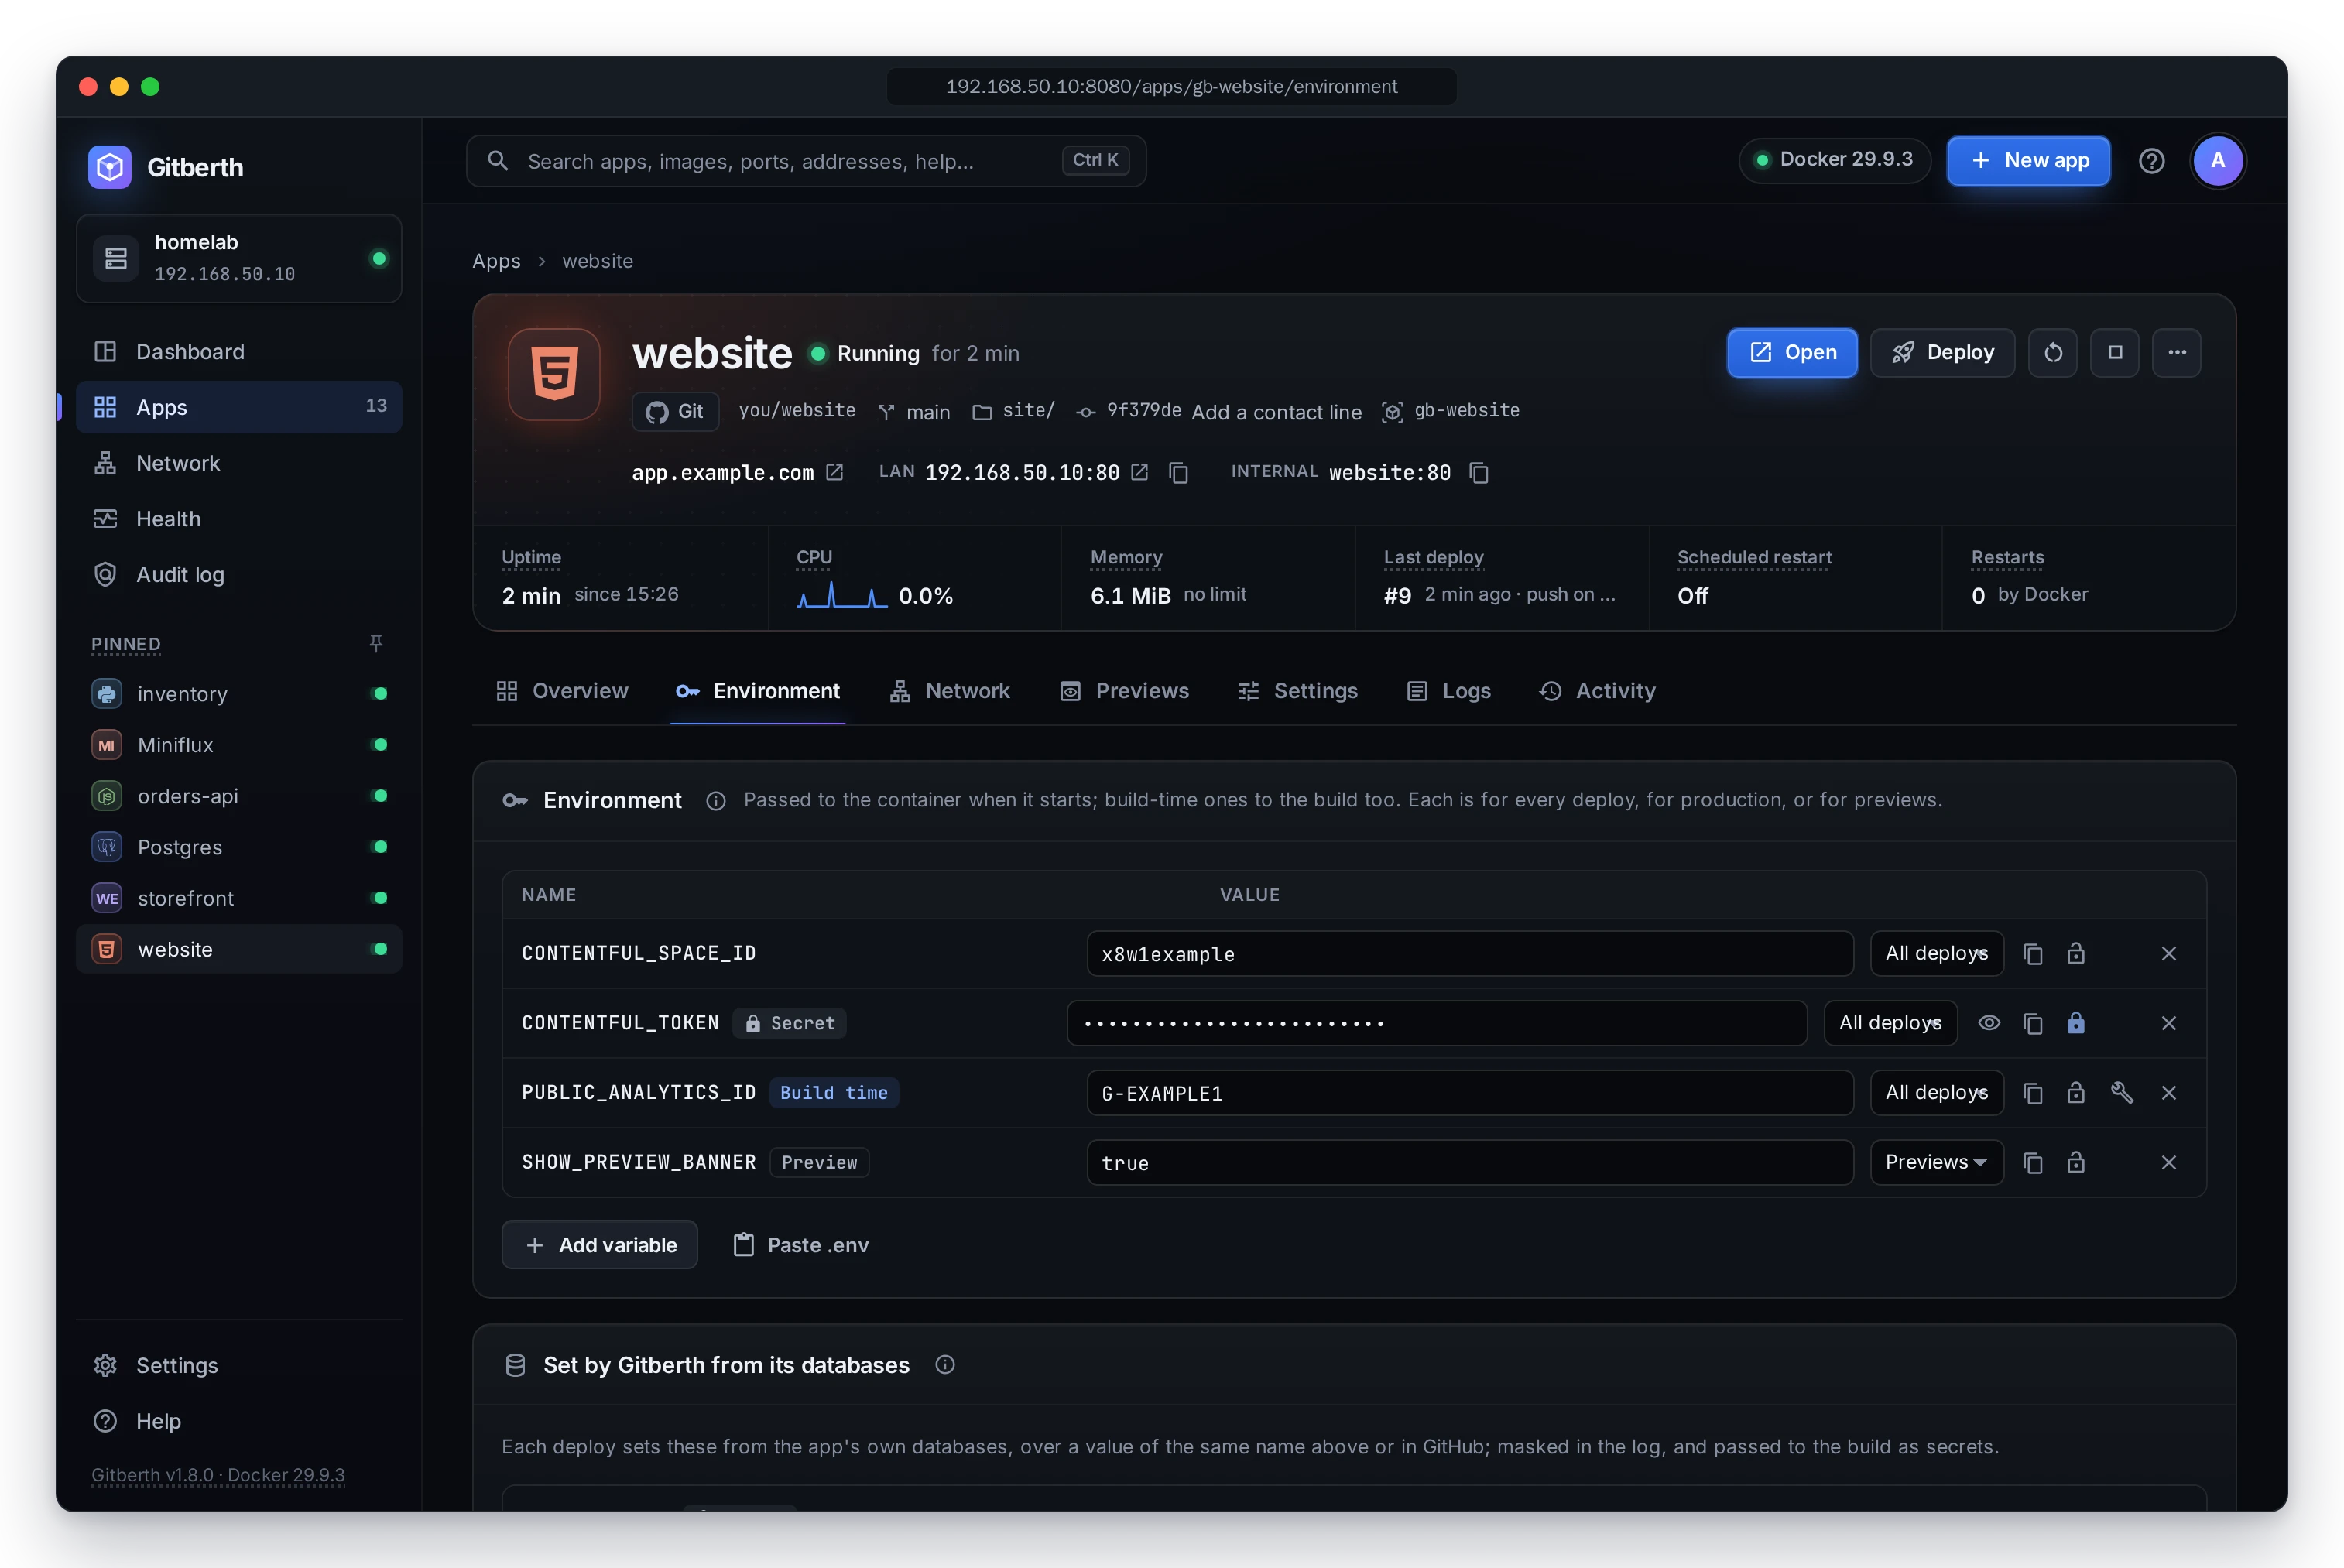 192.168.50.10:8080/apps/gb-website/environment
Gitberth
Search apps, images, ports, addresses, help... Ctrl K
Docker 29.9.3
New app
A
homelab
192.168.50.10
Dashboard
Apps 13
Network
Health
Audit log
PINNED
inventory
MI Miniflux
orders-api
Postgres
WE storefront
website
Settings
Help
Gitberth v1.8.0 · Docker 29.9.3
Apps > website
website Running for 2 min
Open
Deploy
Git you/website main site/ 9f379de Add a contact line gb-website
app.example.com LAN 192.168.50.10:80 INTERNAL website:80
Uptime
2 min since 15:26
CPU
0.0%
Memory
6.1 MiB no limit
Last deploy
#9 2 min ago · push on ...
Scheduled restart
Off
Restarts
0 by Docker
Overview Environment Network Previews Settings Logs Activity
Environment Passed to the container when it starts; build-time ones to the build too. Each is for every deploy, for production, or for previews.
NAME VALUE
CONTENTFUL_SPACE_ID x8w1example All deploys
CONTENTFUL_TOKEN Secret ••••••••••••••••••••••••• All deploys
PUBLIC_ANALYTICS_ID Build time G-EXAMPLE1 All deploys
SHOW_PREVIEW_BANNER Preview true Previews
Add variable Paste .env
Set by Gitberth from its databases
Each deploy sets these from the app's own databases, over a value of the same name above or in GitHub; masked in the log, and passed to the build as secrets.